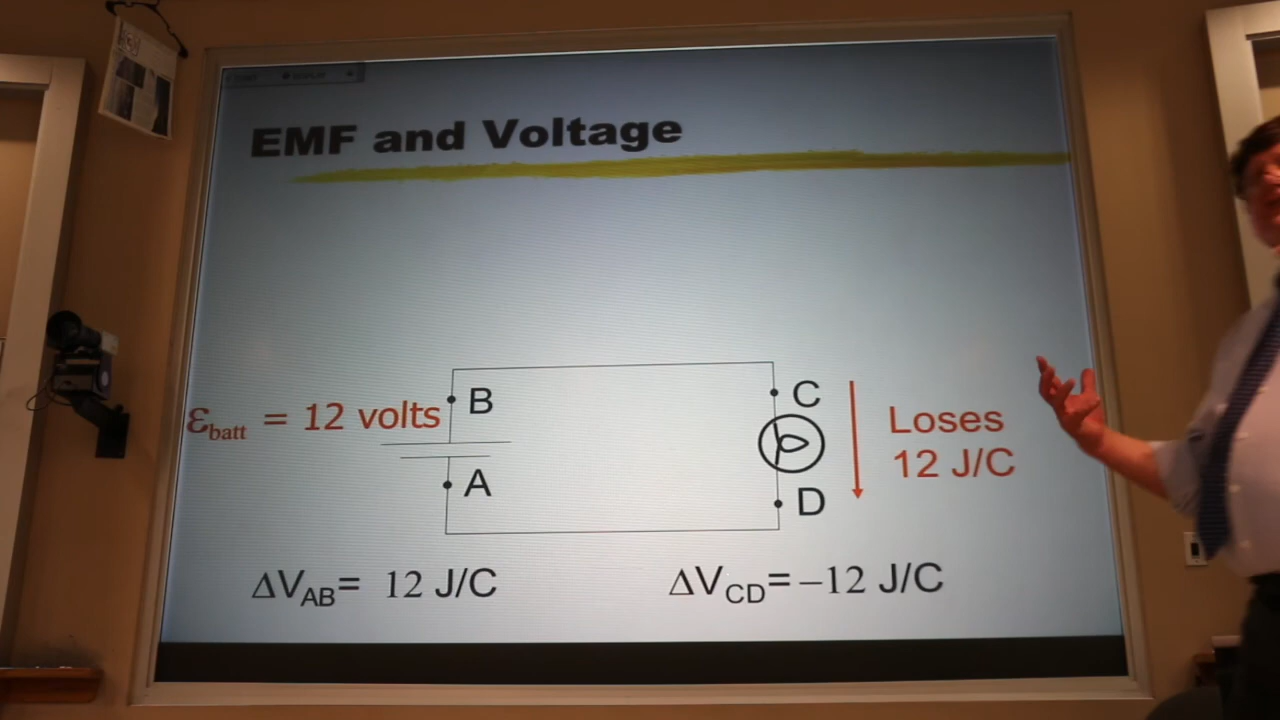 EMF and Voltage
ℰbatt = 12 volts
B
A
C
D
Loses
12 J/C
ΔVAB= 12 J/C
ΔVCD=–12 J/C